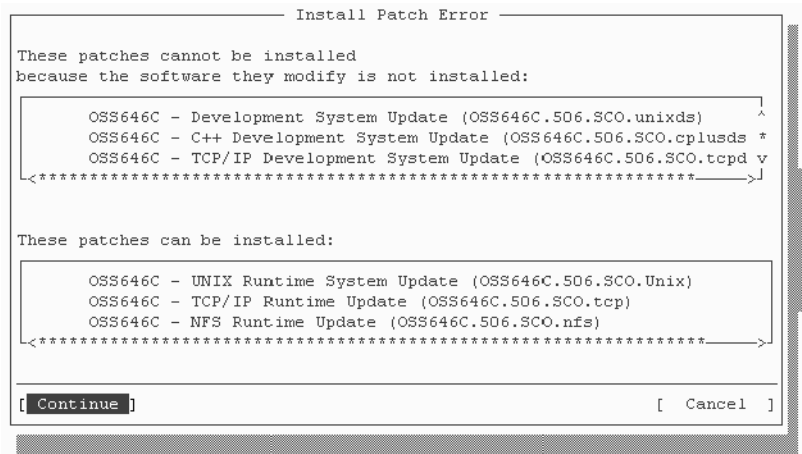 Install Patch Error
These patches cannot be installed
because the software they modify is not installed:
OSS646C - Development System Update (OSS646C.506.SCO.unixds) ^
OSS646C - C++ Development System Update (OSS646C.506.SCO.cplusds *
OSS646C - TCP/IP Development System Update (OSS646C.506.SCO.tcpd v
<******************************************************************* >
These patches can be installed:
OSS646C - UNIX Runtime System Update (OSS646C.506.SCO.Unix)
OSS646C - TCP/IP Runtime Update (OSS646C.506.SCO.tcp)
OSS646C - NFS Runtime Update (OSS646C.506.SCO.nfs)
<******************************************************************** >
[ Continue ] [ Cancel ]